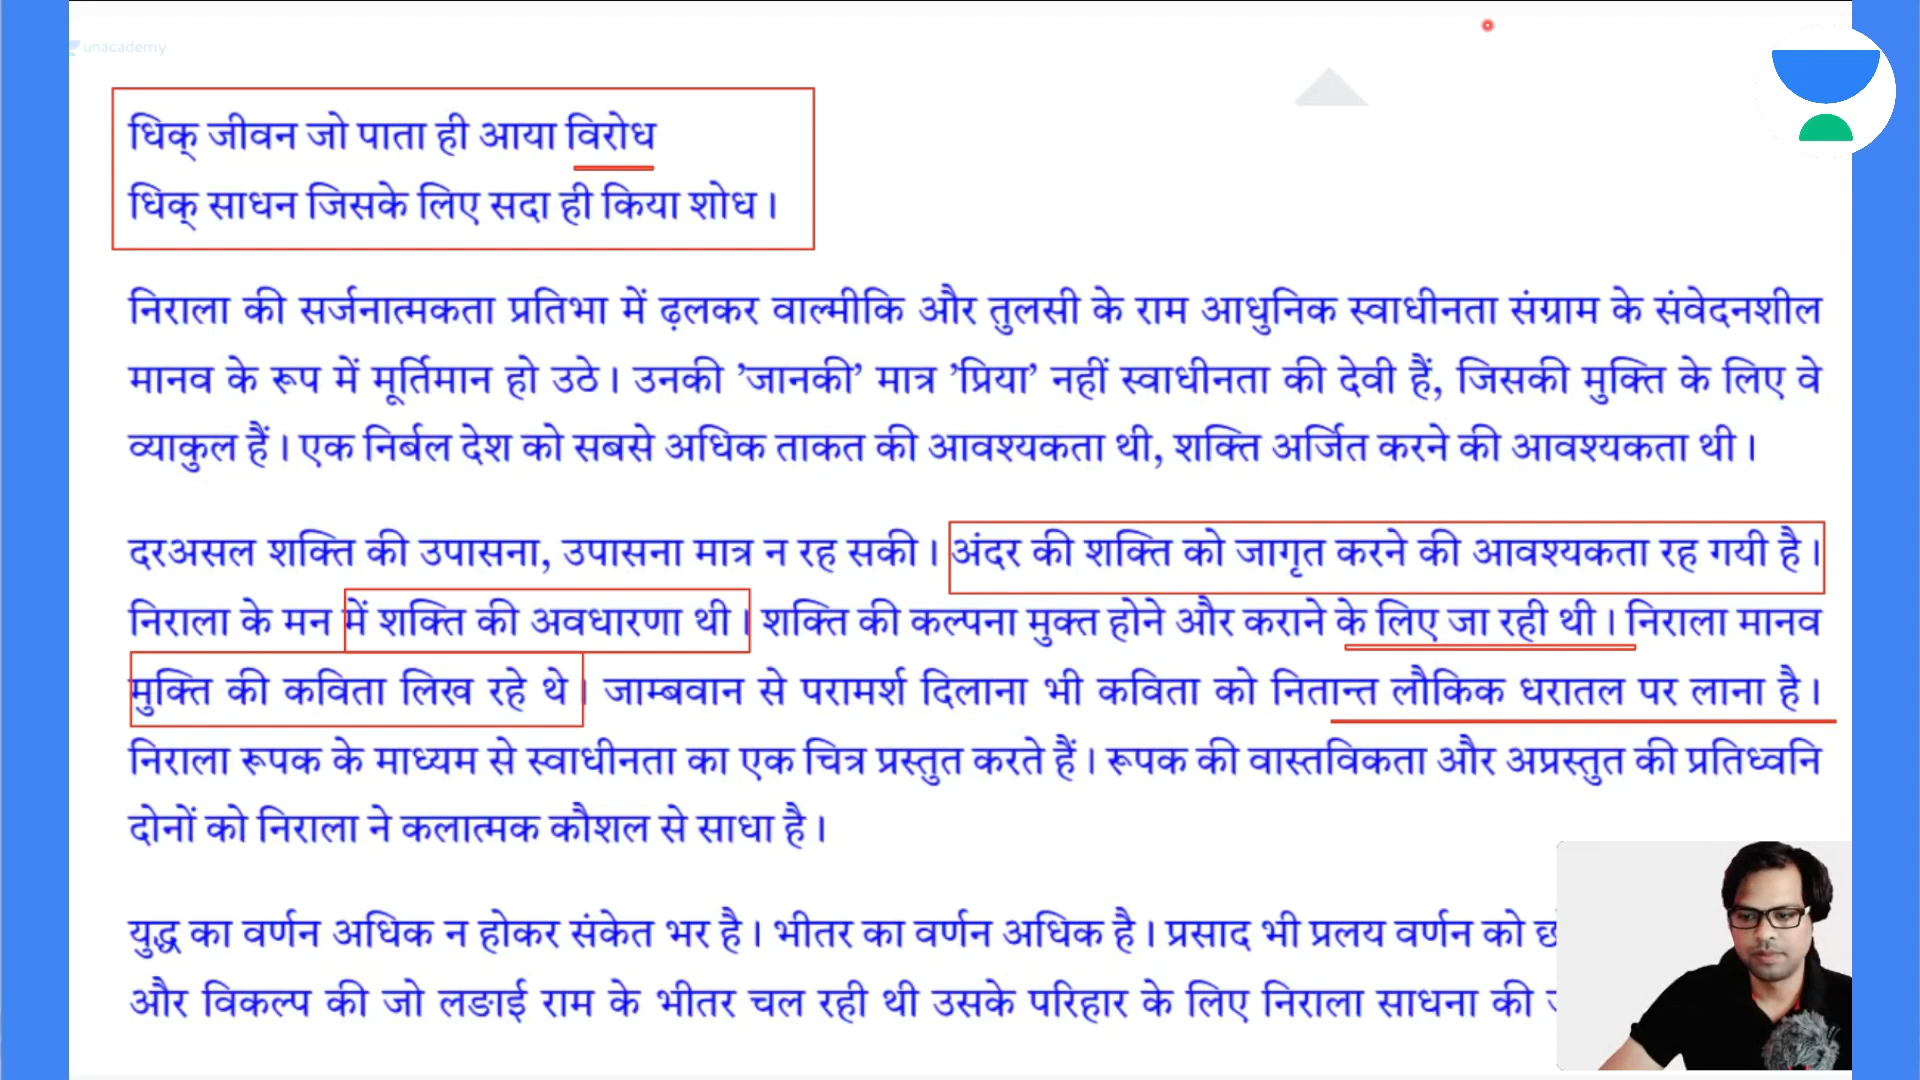 unacademy
धिक् जीवन जो पाता ही आया विरोध
धिक् साधन जिसके लिए सदा ही किया शोध।
निराला की सर्जनात्मकता प्रतिभा में ढ़लकर वाल्मीकि और तुलसी के राम आधुनिक स्वाधीनता संग्राम के संवेदनशील
मानव के रूप में मूर्तिमान हो उठे। उनकी ’जानकी’ मात्र ’प्रिया’ नहीं स्वाधीनता की देवी हैं, जिसकी मुक्ति के लिए वे
व्याकुल हैं। एक निर्बल देश को सबसे अधिक ताकत की आवश्यकता थी, शक्ति अर्जित करने की आवश्यकता थी।
दरअसल शक्ति की उपासना, उपासना मात्र न रह सकी। अंदर की शक्ति को जागृत करने की आवश्यकता रह गयी है।
निराला के मन में शक्ति की अवधारणा थी। शक्ति की कल्पना मुक्त होने और कराने के लिए जा रही थी। निराला मानव
मुक्ति की कविता लिख रहे थे। जाम्बवान से परामर्श दिलाना भी कविता को नितान्त लौकिक धरातल पर लाना है।
निराला रूपक के माध्यम से स्वाधीनता का एक चित्र प्रस्तुत करते हैं। रूपक की वास्तविकता और अप्रस्तुत की प्रतिध्वनि
दोनों को निराला ने कलात्मक कौशल से साधा है।
युद्ध का वर्णन अधिक न होकर संकेत भर है। भीतर का वर्णन अधिक है। प्रसाद भी प्रलय वर्णन को
और विकल्प की जो लङाई राम के भीतर चल रही थी उसके परिहार के लिए निराला साधना की